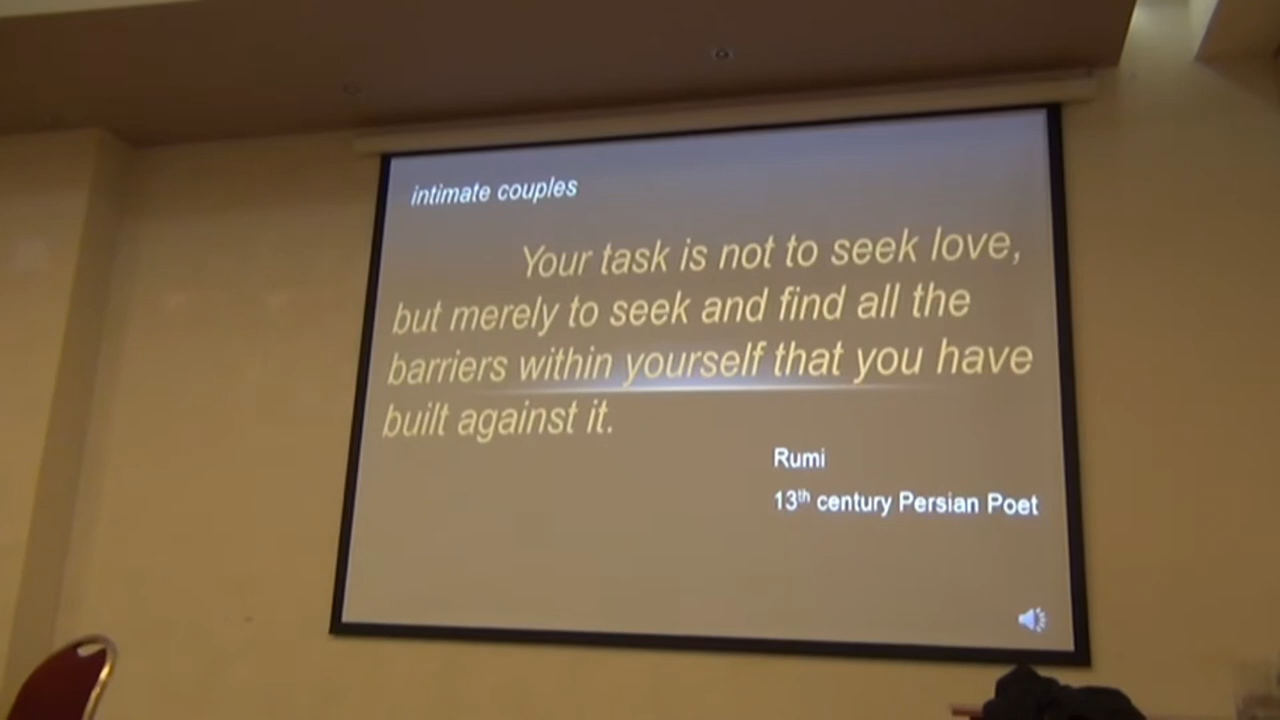 intimate couples
Your task is not to seek love,
but merely to seek and find all the
barriers within yourself that you have
built against it.
Rumi
13th century Persian Poet